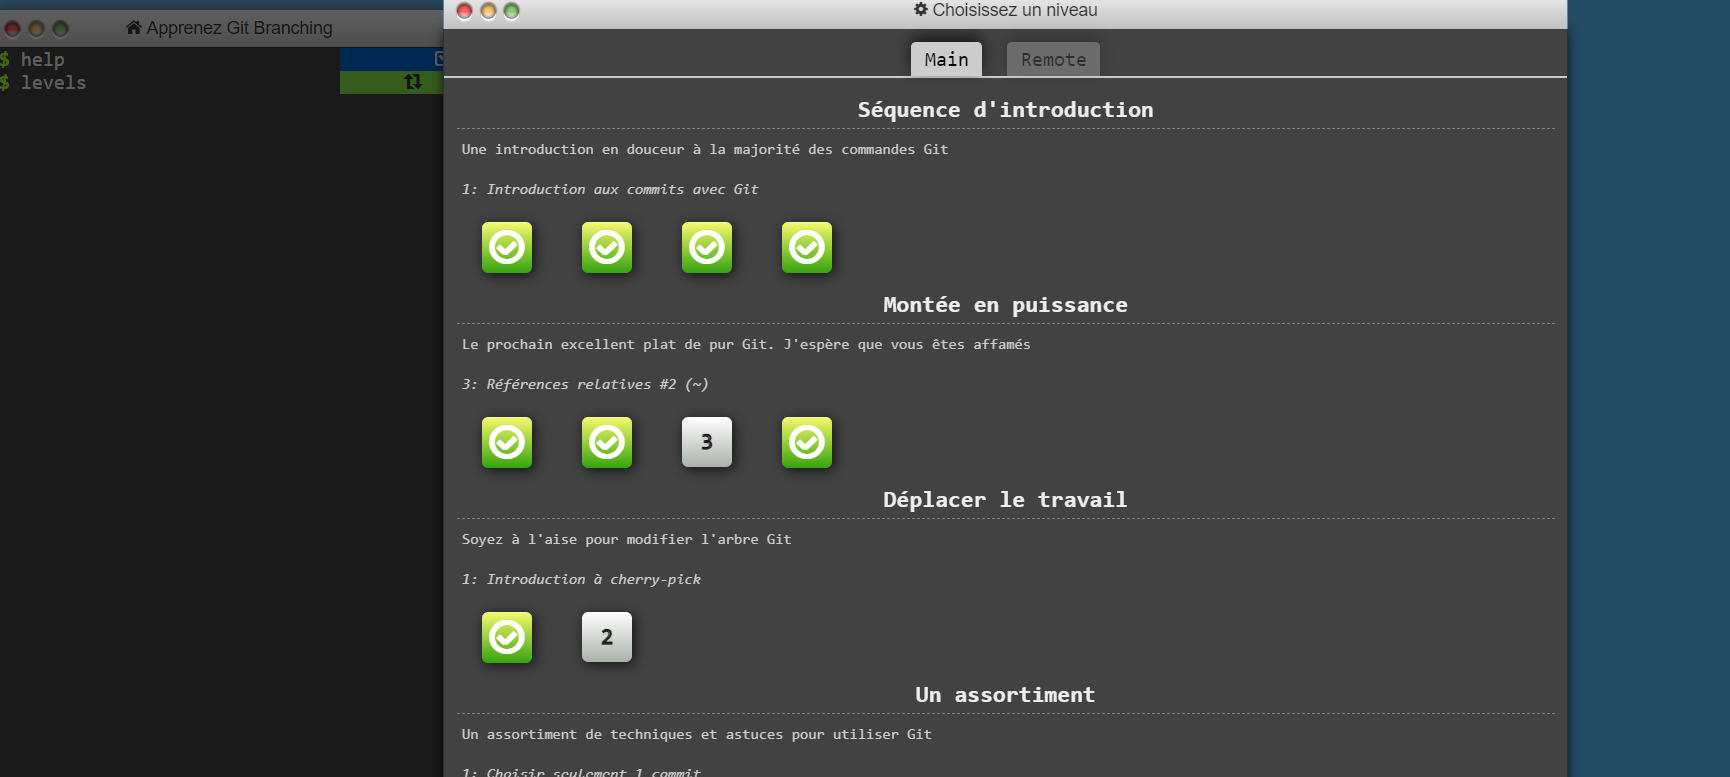 Apprenez Git Branching
$ help
$ levels
Choisissez un niveau
Main Remote
Séquence d'introduction
Une introduction en douceur à la majorité des commandes Git
1: Introduction aux commits avec Git
Montée en puissance
Le prochain excellent plat de pur Git. J'espère que vous êtes affamés
3: Références relatives #2 (~)
3
Déplacer le travail
Soyez à l'aise pour modifier l'arbre Git
1: Introduction à cherry-pick
2
Un assortiment
Un assortiment de techniques et astuces pour utiliser Git
1: Choisir seulement 1 commit